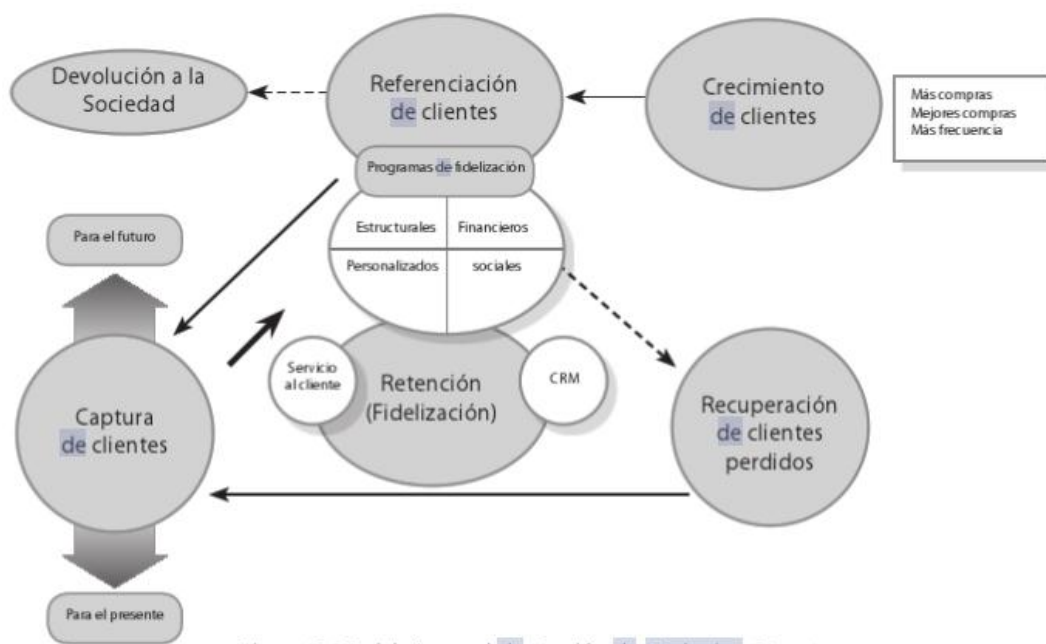 Devolución a la
Sociedad
Referenciación
de clientes
Crecimiento
de clientes
Más compras
Mejores compras
Más frecuencia
Programas de fidelización
Estructurales
Financieros
Personalizados
sociales
Para el futuro
Servicio
al cliente
Retención
(Fidelización)
CRM
Captura
de clientes
Recuperación
de clientes
perdidos
Para el presente